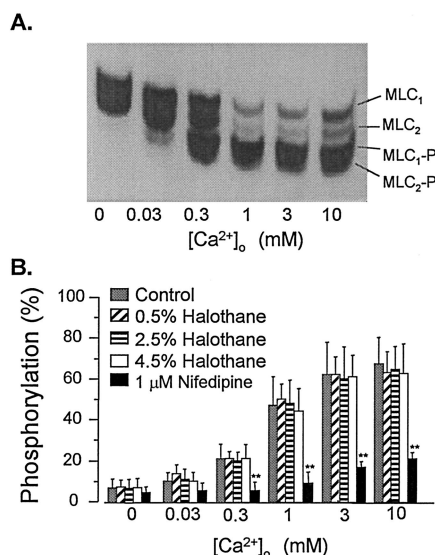 A.
MLC₁
MLC₂
MLC₁-P
MLC₂-P
0 0.03 0.3 1 3 10
[Ca²⁺]ₒ (mM)
B.
Phosphorylation (%)
100
80
60
40
20
0
Control
0.5% Halothane
2.5% Halothane
4.5% Halothane
1 μM Nifedipine
** ** ** **
0 0.03 0.3 1 3 10
[Ca²⁺]ₒ (mM)